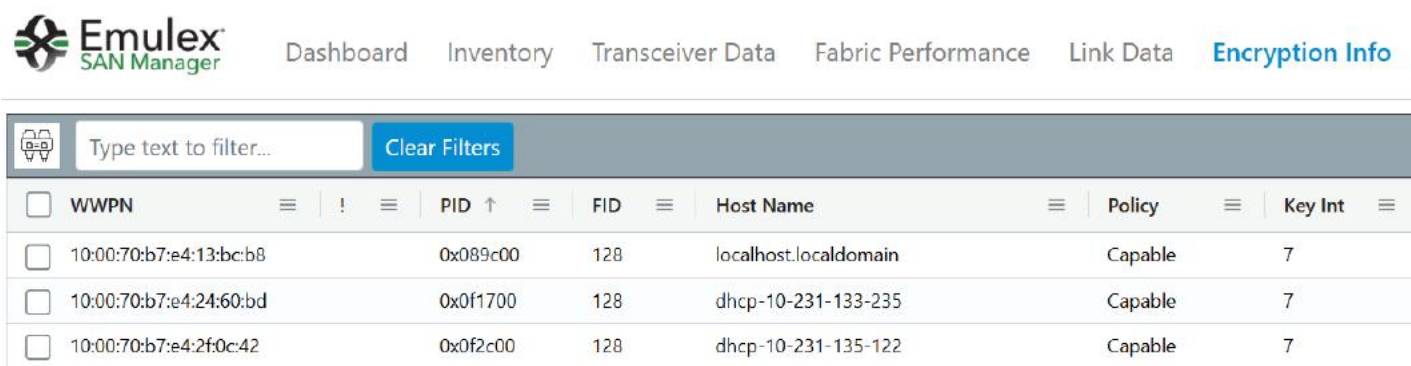 Emulex
SAN Manager
Dashboard Inventory Transceiver Data Fabric Performance Link Data Encryption Info
Type text to filter... Clear Filters
WWPN ! PID ↑ FID Host Name Policy Key Int
10:00:70:b7:e4:13:bc:b8 0x089c00 128 localhost.localdomain Capable 7
10:00:70:b7:e4:24:60:bd 0x0f1700 128 dhcp-10-231-133-235 Capable 7
10:00:70:b7:e4:2f:0c:42 0x0f2c00 128 dhcp-10-231-135-122 Capable 7